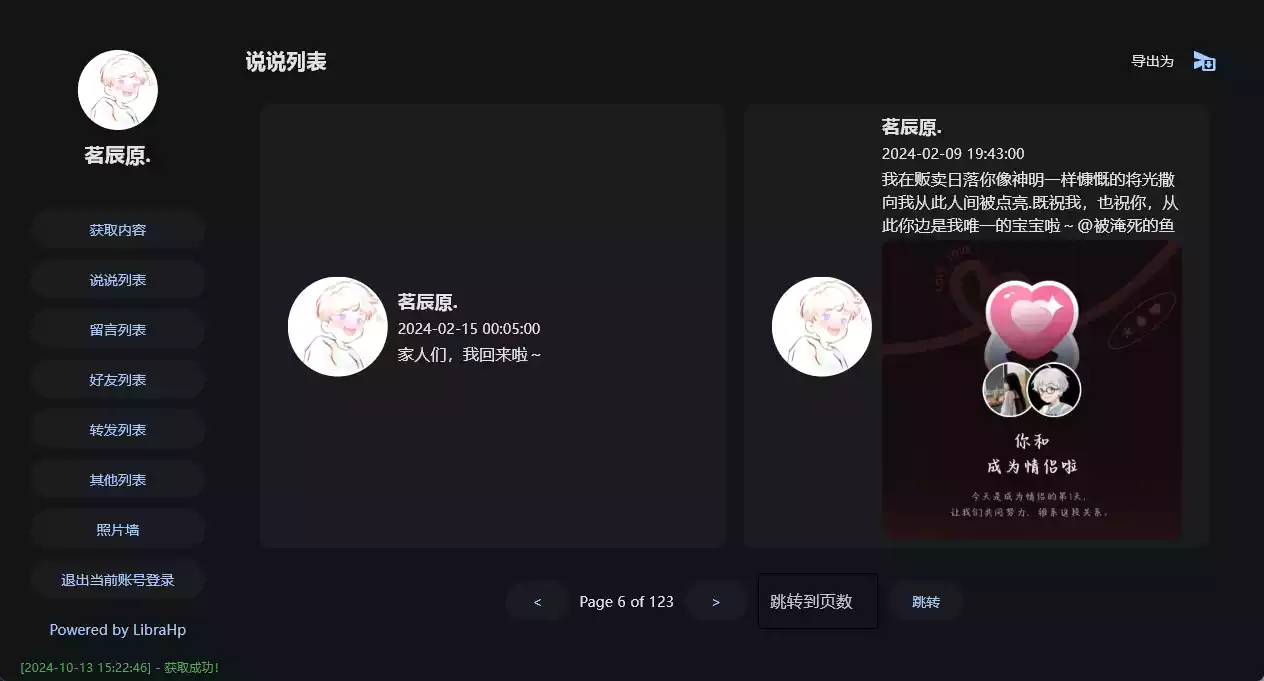 茗辰原.
获取内容
说说列表
留言列表
好友列表
转发列表
其他列表
照片墙
退出当前账号登录
Powered by LibraHp
[2024-10-13 15:22:46] - 获取成功!
说说列表
导出为
茗辰原.
2024-02-15 00:05:00
家人们，我回来啦~
茗辰原.
2024-02-09 19:43:00
我在贩卖日落你像神明一样慷慨的将光撒
向我从此人间被点亮.既祝我，也祝你，从
此你边是我唯一的宝宝啦~@被淹死的鱼
LOVE YOUR
你和
成为情侣啦
今天是成为情侣的第1天,
让我们共同努力, 维系这段关系。
<
Page 6 of 123
>
跳转到页数
跳转